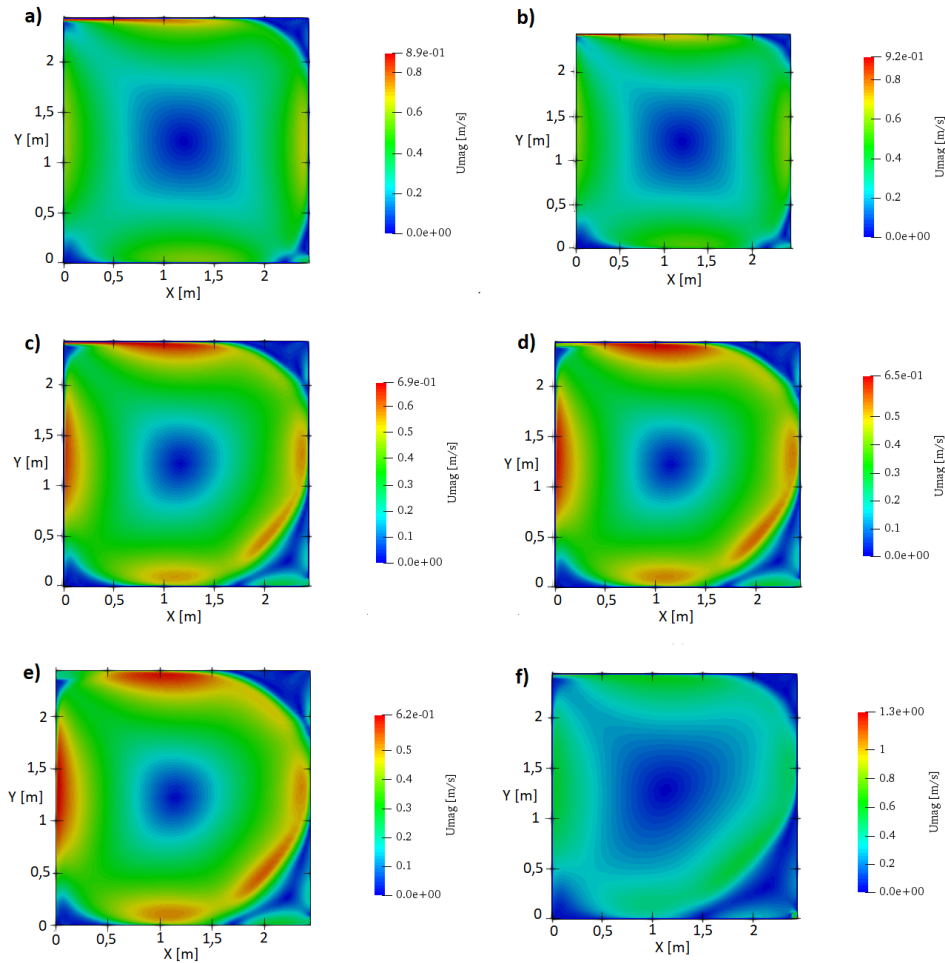 a)
2
1,5
Y [m]
1
0,5
0
0 0,5 1 1,5 2
X [m]
8.9e-01
0.8
0.6
0.4
0.2
0.0e+00
Umag [m/s]
b)
2
1,5
Y [m]
1
0,5
0
0 0,5 1 1,5 2
X [m]
9.2e-01
0.8
0.6
0.4
0.2
0.0e+00
Umag [m/s]
c)
2
1,5
Y [m]
1
0,5
0
0 0,5 1 1,5 2
X [m]
6.9e-01
0.6
0.5
0.4
0.3
0.2
0.1
0.0e+00
Umag [m/s]
d)
2
1,5
Y [m]
1
0,5
0
0 0,5 1 1,5 2
X [m]
6.5e-01
0.5
0.4
0.3
0.2
0.1
0.0e+00
Umag [m/s]
e)
2
1,5
Y [m]
1
0,5
0
0 0,5 1 1,5 2
X [m]
6.2e-01
0.5
0.4
0.3
0.2
0.1
0.0e+00
Umag [m/s]
f)
2
1,5
Y [m]
1
0,5
0
0 0,5 1 1,5 2
X [m]
1.3e+00
1
0.8
0.6
0.4
0.2
0.0e+00
Umag [m/s]